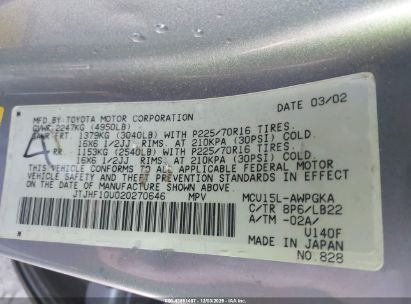 MFD BY TOYOTA MOTOR CORPORATION DATE 03/02
GVWR 2247KG (4950LB)
FRT. 1379KG (3040LB) WITH P225/70R16 TIRES.
16X6 1/2JJ RIMS. AT 210KPA (30PSI) COLD.
RR. 1153KG (2540LB) WITH P225/70R16 TIRES.
16X6 1/2JJ RIMS. AT 210KPA (30PSI) COLD.
THIS VEHICLE CONFORMS TO ALL APPLICABLE FEDERAL MOTOR
VEHICLE SAFETY STANDARDS IN EFFECT ON THE
DATE OF MANUFACTURE SHOWN ABOVE.
JTJHF10U020270646 MPV MCU15L-AWPGKA
C/TR 8P6/LB22
A/TM -02A/
U140F
MADE IN JAPAN
NO.828